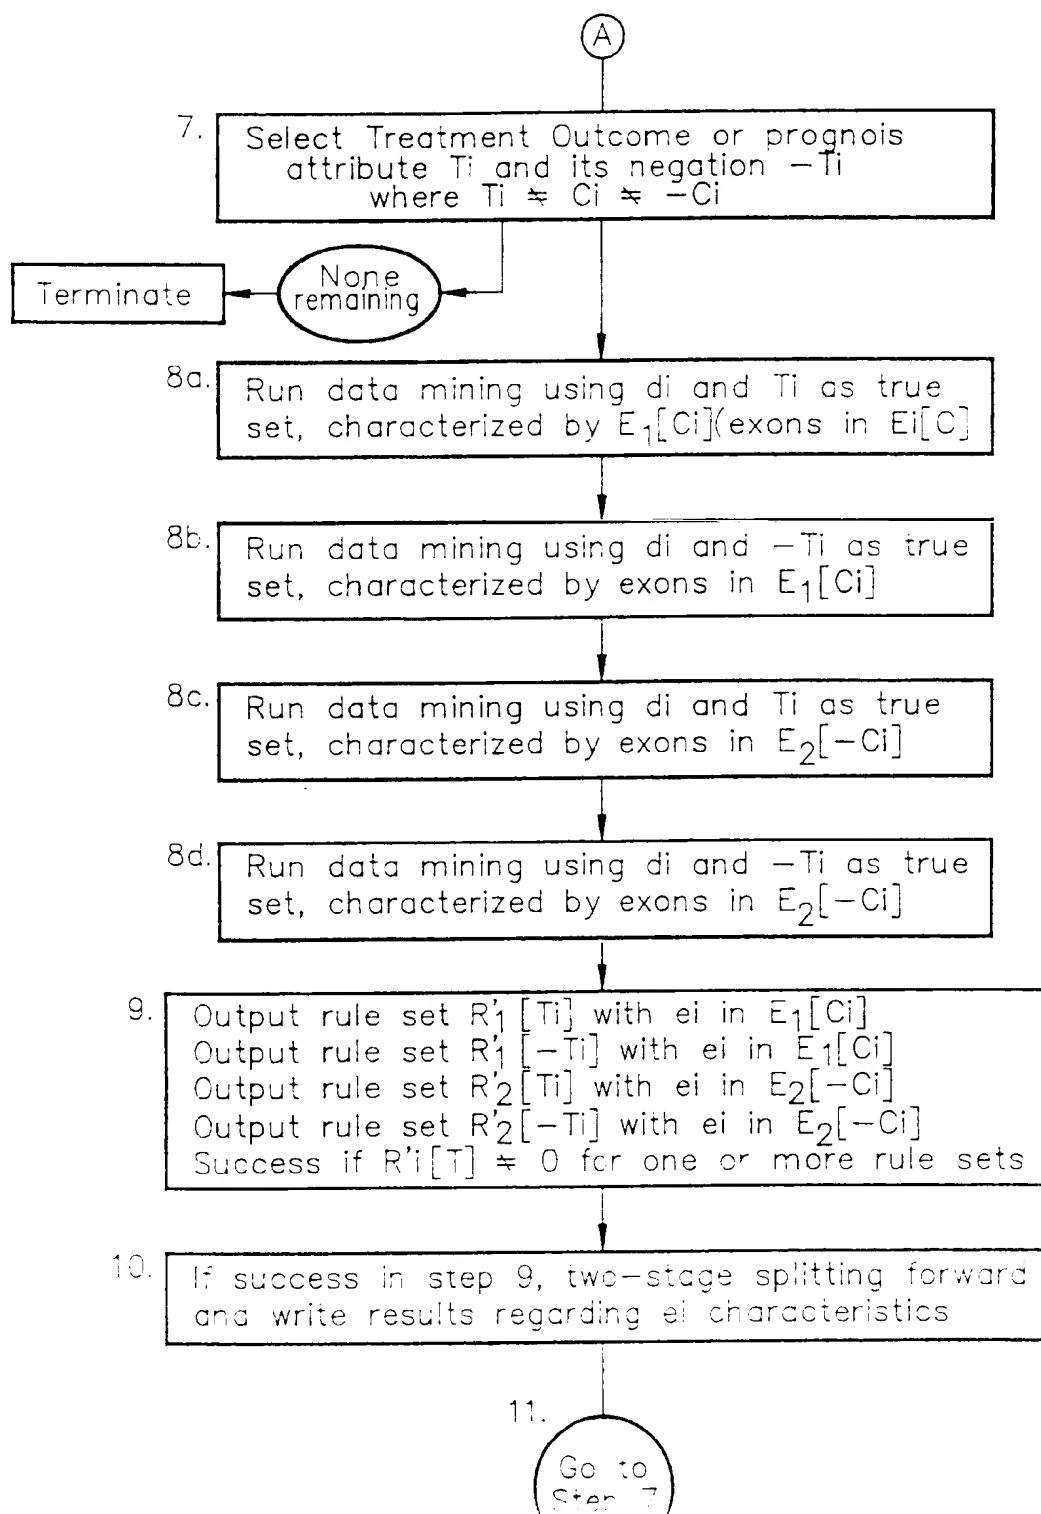 A
7.
Select Treatment Outcome or prognois
attribute Ti and its negation −Ti
where Ti ≠ Ci ≠ −Ci
None
remaining
Terminate
8a.
Run data mining using di and Ti as true
set, characterized by E1[Ci](exons in Ei[C]
8b.
Run data mining using di and −Ti as true
set, characterized by exons in E1[Ci]
8c.
Run data mining using di and Ti as true
set, characterized by exons in E2[−Ci]
8d.
Run data mining using di and −Ti as true
set, characterized by exons in E2[−Ci]
9.
Output rule set R'1 [Ti] with ei in E1[Ci]
Output rule set R'1 [−Ti] with ei in E1[Ci]
Output rule set R'2[Ti] with ei in E2[−Ci]
Output rule set R'2[−Ti] with ei in E2[−Ci]
Success if R'i[T] ≠ 0 for one or more rule sets
10.
If success in step 9, two-stage splitting forward
and write results regarding ei characteristics
11.
Go to
Step 7